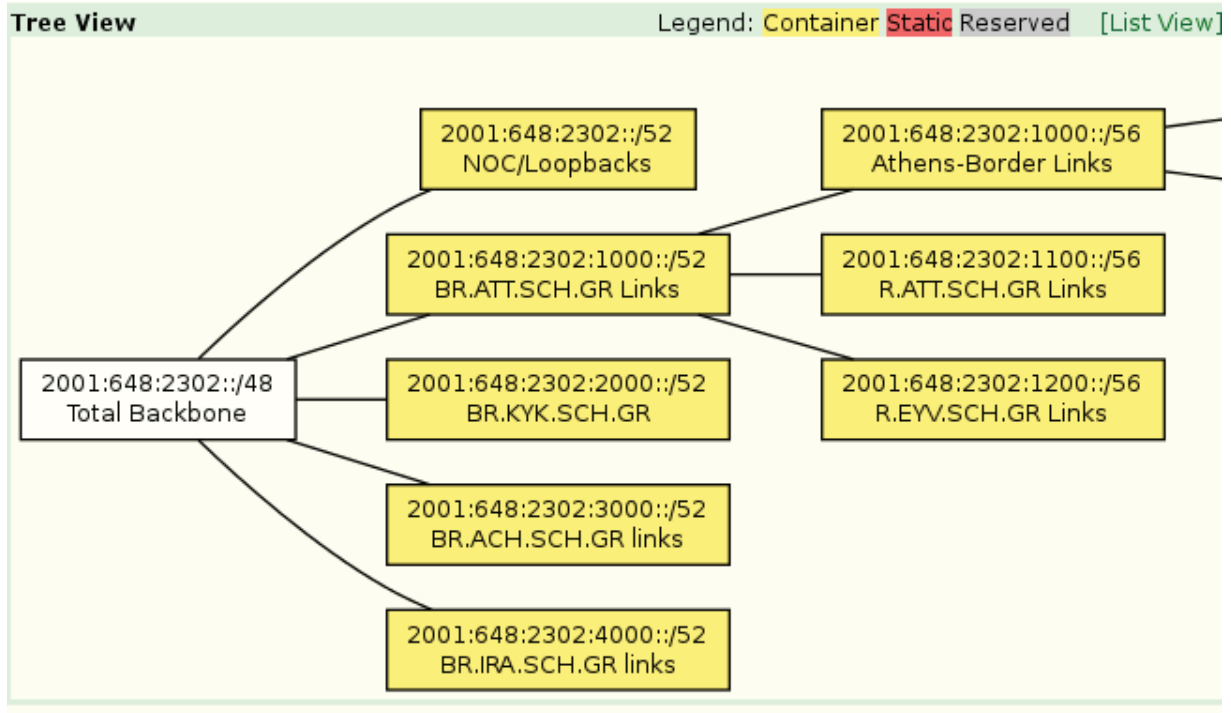 Tree View
Legend: Container Static Reserved [List View]
2001:648:2302::/52
NOC/Loopbacks
2001:648:2302:1000::/56
Athens-Border Links
2001:648:2302:1000::/52
BR.ATT.SCH.GR Links
2001:648:2302:1100::/56
R.ATT.SCH.GR Links
2001:648:2302::/48
Total Backbone
2001:648:2302:2000::/52
BR.KYK.SCH.GR
2001:648:2302:1200::/56
R.EYV.SCH.GR Links
2001:648:2302:3000::/52
BR.ACH.SCH.GR links
2001:648:2302:4000::/52
BR.IRA.SCH.GR links